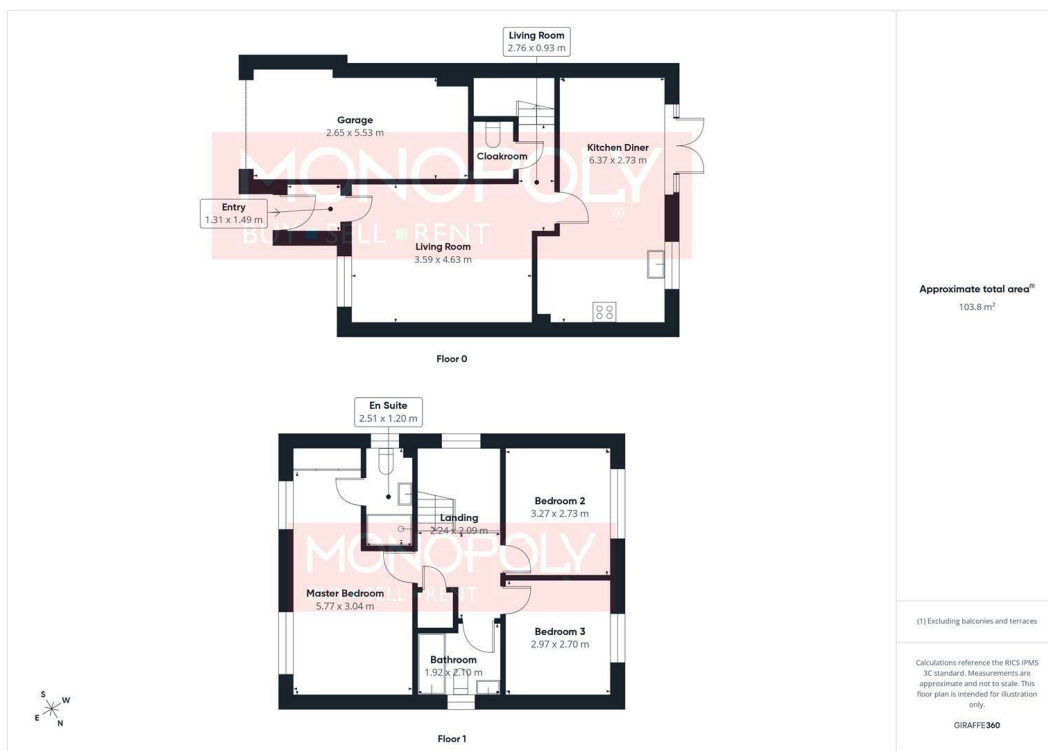 Living Room
2.76 x 0.93 m
Garage
2.65 x 5.53 m
Cloakroom
Kitchen Diner
6.37 x 2.73 m
Entry
1.31 x 1.49 m
Living Room
3.59 x 4.63 m
MONOPOLY
®
BUY SELL RENT
Floor 0
Approximate total area(1)
103.8 m²
En Suite
2.51 x 1.20 m
Landing
2.24 x 2.09 m
Bedroom 2
3.27 x 2.73 m
MONOPOLY
SELL RENT
Master Bedroom
5.77 x 3.04 m
Bathroom
1.92 x 2.10 m
Bedroom 3
2.97 x 2.70 m
S
W
E
N
Floor 1
(1) Excluding balconies and terraces
Calculations reference the RICS IPMS
3C standard. Measurements are
approximate and not to scale. This
floor plan is intended for illustration
only.
GIRAFFE360